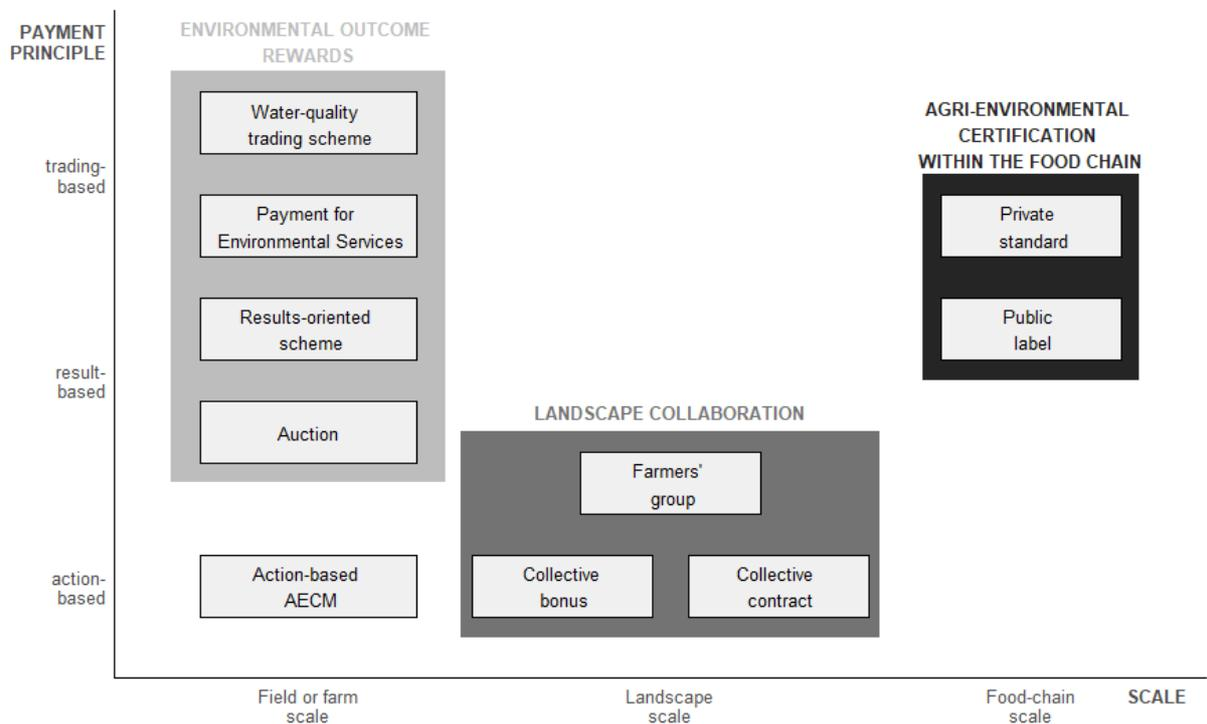 PAYMENT
PRINCIPLE
ENVIRONMENTAL OUTCOME
REWARDS
Water-quality
trading scheme
AGRI-ENVIRONMENTAL
CERTIFICATION
WITHIN THE FOOD CHAIN
trading-
based
Payment for
Environmental Services
Private
standard
Results-oriented
scheme
Public
label
result-
based
Auction
LANDSCAPE COLLABORATION
Farmers'
group
action-
based
Action-based
AECM
Collective
bonus
Collective
contract
Field or farm
scale
Landscape
scale
Food-chain
scale
SCALE